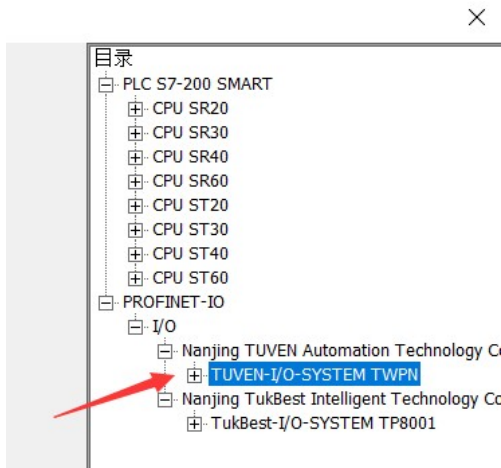 目录
PLC S7-200 SMART
CPU SR20
CPU SR30
CPU SR40
CPU SR60
CPU ST20
CPU ST30
CPU ST40
CPU ST60
PROFINET-IO
I/O
Nanjing TUVEN Automation Technology
TUVEN-I/O-SYSTEM TWPN
Nanjing TukBest Intelligent Technology
TukBest-I/O-SYSTEM TP8001